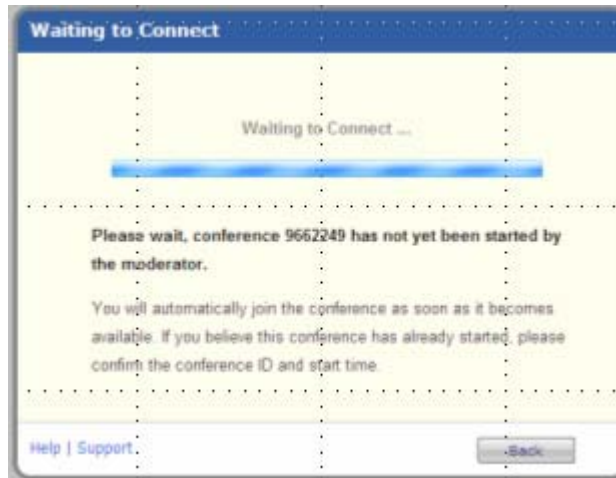 Waiting to Connect
Waiting to Connect ...
Please wait, conference 9662249 has not yet been started by
the moderator.
You will automatically join the conference as soon as it becomes
available. If you believe this conference has already started, please
confirm the conference ID and start time.
Help | Support
Back